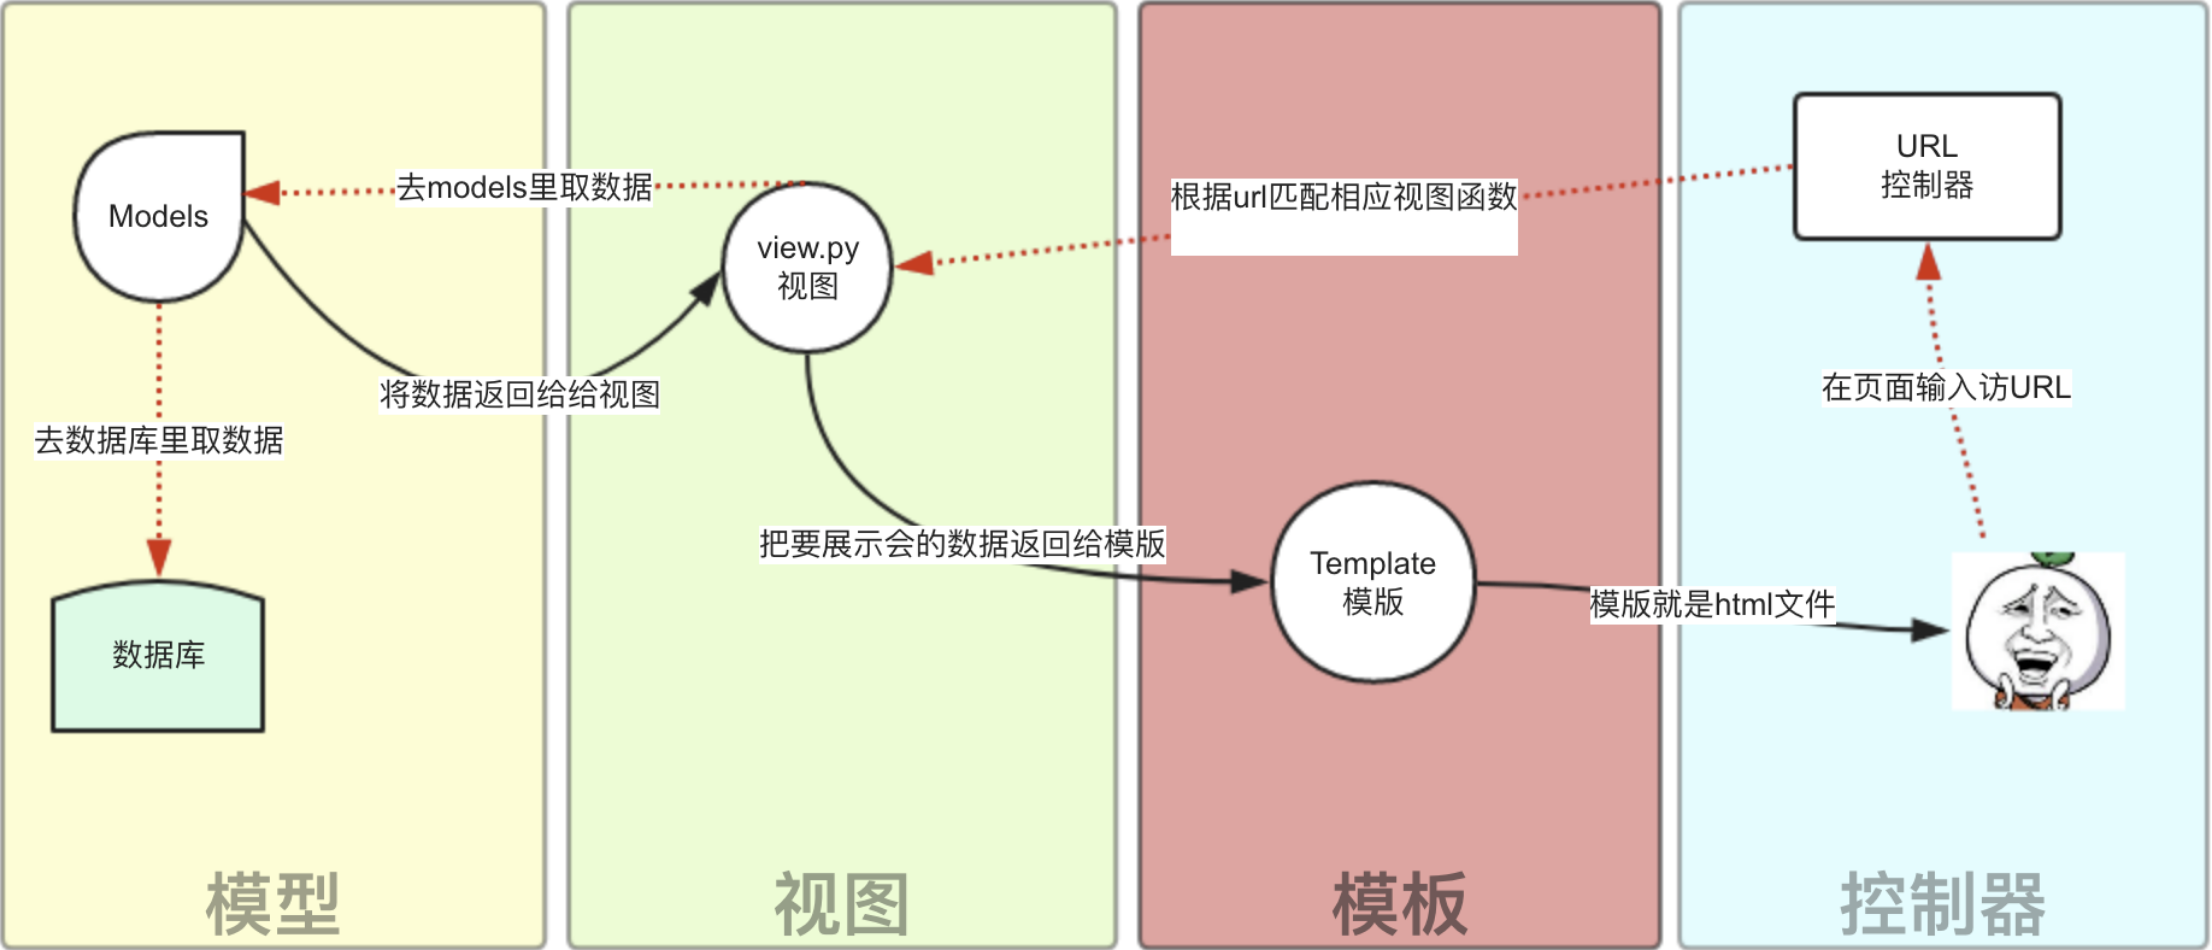 URL
控制器
去models里取数据
根据url匹配相应视图函数
Models
view.py
视图
在页面输入访URL
将数据返回给给视图
去数据库里取数据
把要展示会的数据返回给模版
Template
模版
模版就是html文件
数据库
模型
视图
模板
控制器